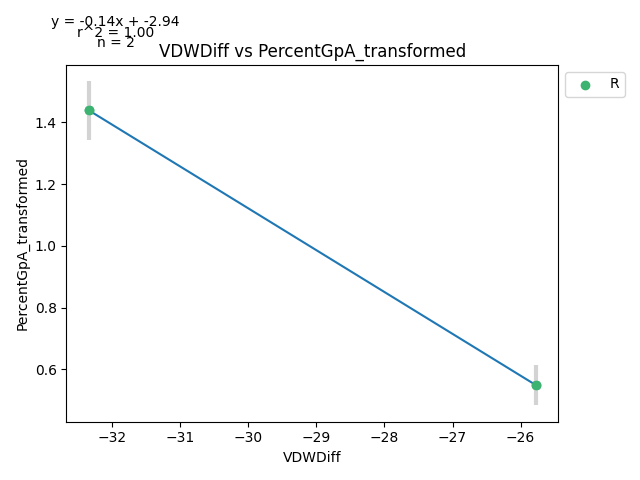 y = -0.14x + -2.94
r^2 = 1.00
n = 2
VDWDiff vs PercentGpA_transformed
R
PercentGpA_transformed
1.4
1.2
1.0
0.8
0.6
−32 −31 −30 −29 −28 −27 −26
VDWDiff